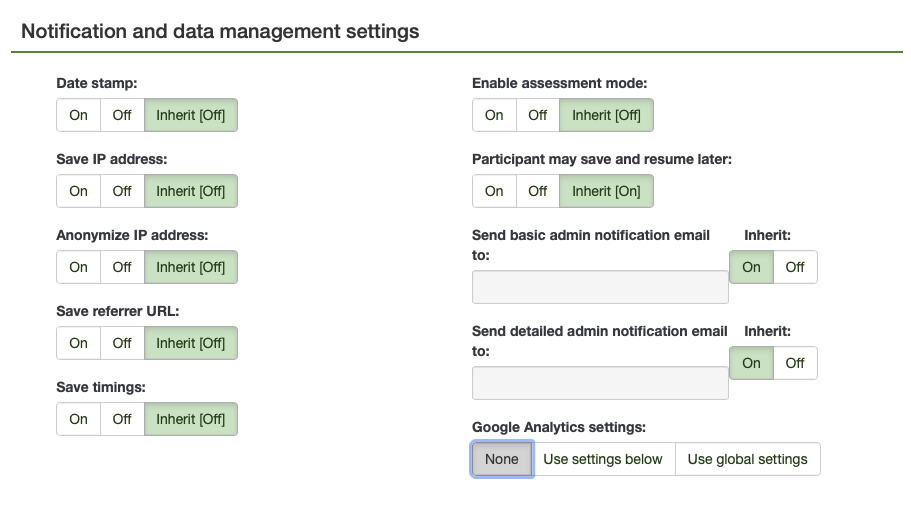 Notification and data management settings
Date stamp:
On Off Inherit [Off]
Save IP address:
On Off Inherit [Off]
Anonymize IP address:
On Off Inherit [Off]
Save referrer URL:
On Off Inherit [Off]
Save timings:
On Off Inherit [Off]
Enable assessment mode:
On Off Inherit [Off]
Participant may save and resume later:
On Off Inherit [On]
Send basic admin notification email
to:
Inherit:
On Off
Send detailed admin notification email
to:
Inherit:
On Off
Google Analytics settings:
None Use settings below Use global settings